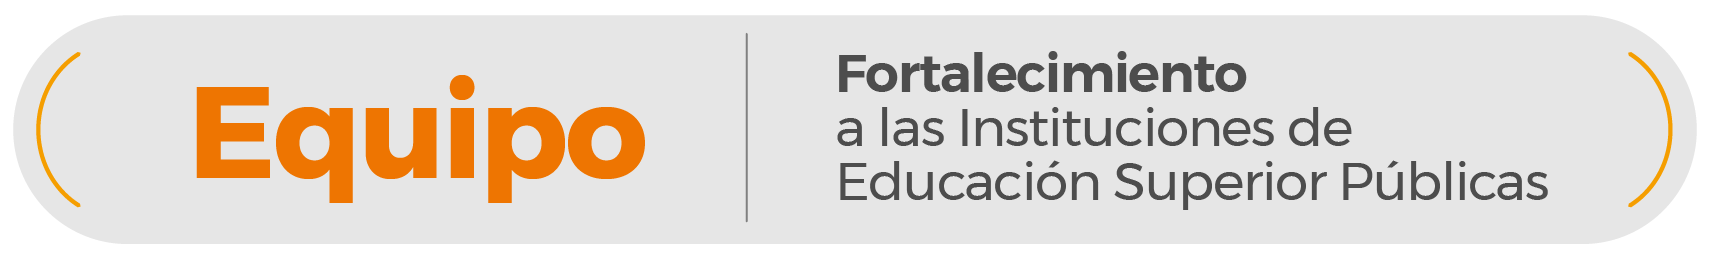 Equipo
Fortalecimiento
a las Instituciones de
Educación Superior Públicas